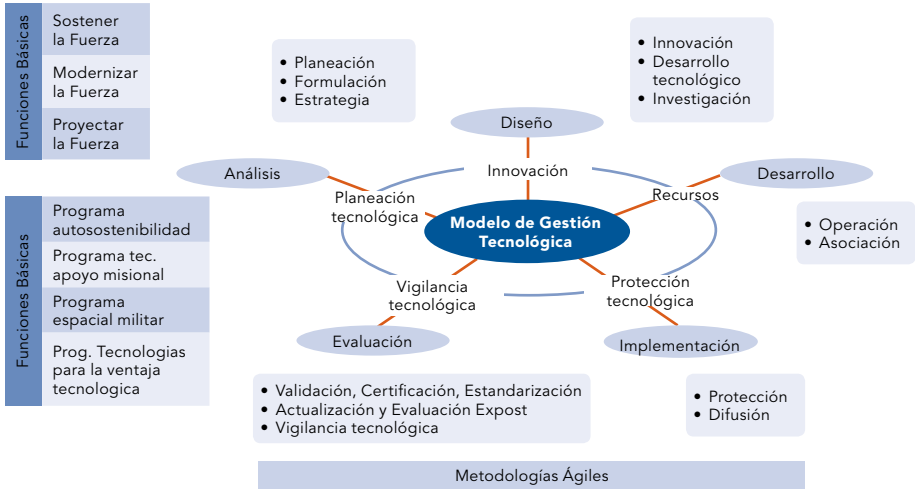 Funciones Básicas
Sostener
la Fuerza
Modernizar
la Fuerza
Proyectar
la Fuerza
Funciones Básicas
Programa
autosostenibilidad
Programa tec.
apoyo misional
Programa
espacial militar
Prog. Tecnologias
para la ventaja
tecnologica
• Planeación
• Formulación
• Estrategia
• Innovación
• Desarrollo
tecnológico
• Investigación
Diseño
Análisis
Innovación
Desarrollo
Planeación
tecnológica
Recursos
Modelo de Gestión
Tecnológica
• Operación
• Asociación
Vigilancia
tecnológica
Protección
tecnológica
Evaluación
Implementación
• Validación, Certificación, Estandarización
• Actualización y Evaluación Expost
• Vigilancia tecnológica
• Protección
• Difusión
Metodologías Ágiles